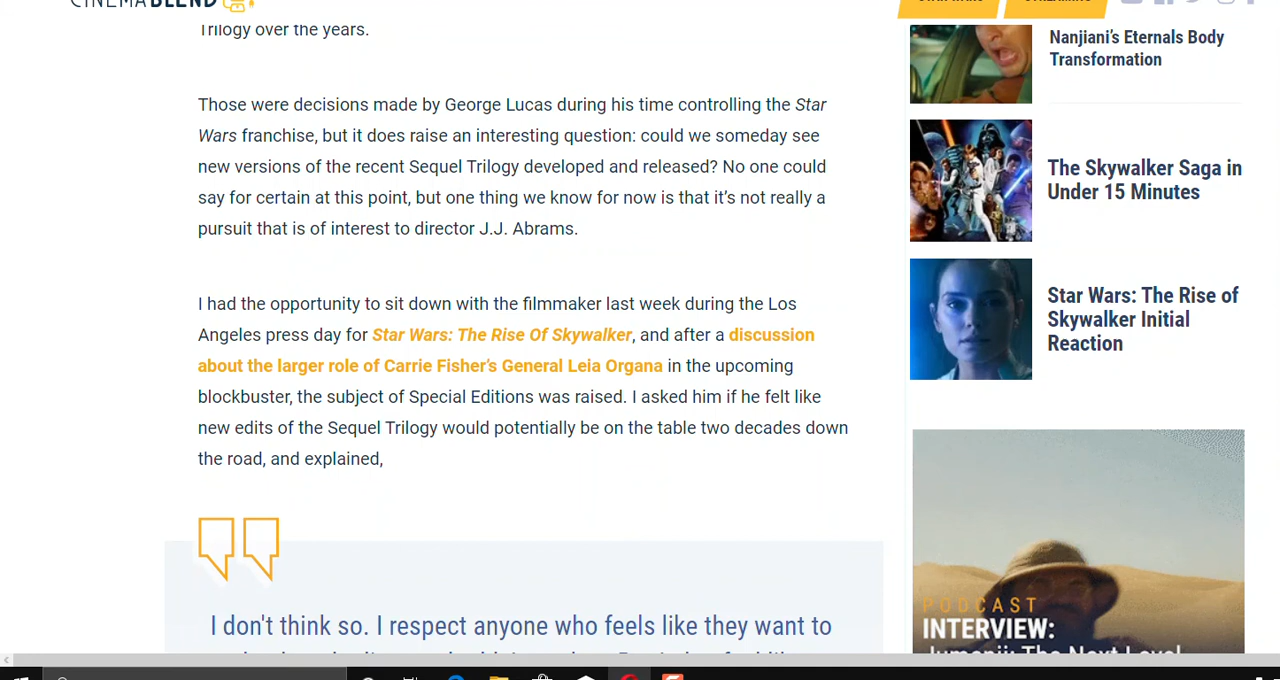 CINEMABLEND
Trilogy over the years.
Those were decisions made by George Lucas during his time controlling the Star
Wars franchise, but it does raise an interesting question: could we someday see
new versions of the recent Sequel Trilogy developed and released? No one could
say for certain at this point, but one thing we know for now is that it’s not really a
pursuit that is of interest to director J.J. Abrams.
I had the opportunity to sit down with the filmmaker last week during the Los
Angeles press day for Star Wars: The Rise Of Skywalker, and after a discussion
about the larger role of Carrie Fisher’s General Leia Organa in the upcoming
blockbuster, the subject of Special Editions was raised. I asked him if he felt like
new edits of the Sequel Trilogy would potentially be on the table two decades down
the road, and explained,
I don't think so. I respect anyone who feels like they want to
STAR WARS
STREAMING
Nanjiani’s Eternals Body
Transformation
The Skywalker Saga in
Under 15 Minutes
Star Wars: The Rise of
Skywalker Initial
Reaction
PODCAST
INTERVIEW:
Jumanji: The Next Level